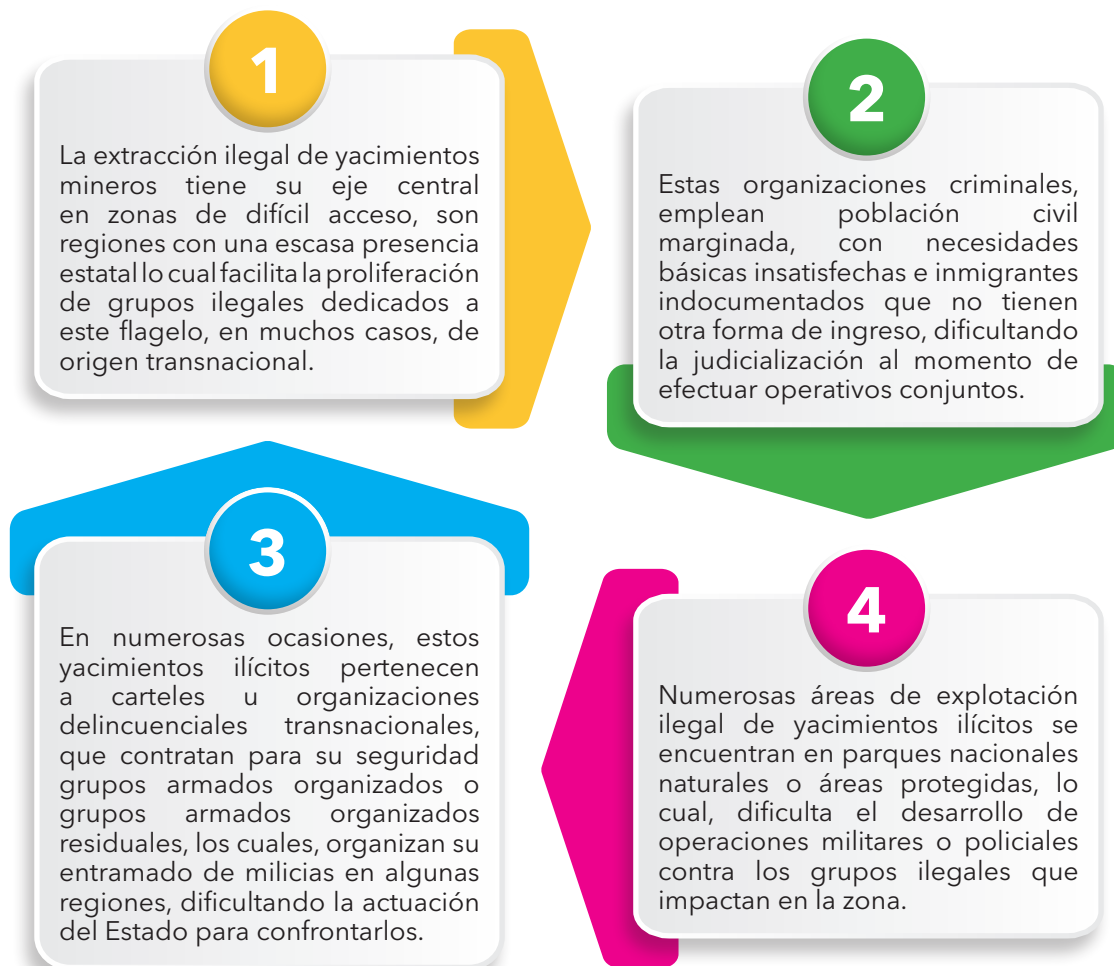 1
La extracción ilegal de yacimientos
mineros tiene su eje central
en zonas de difícil acceso, son
regiones con una escasa presencia
estatal lo cual facilita la proliferación
de grupos ilegales dedicados a
este flagelo, en muchos casos, de
origen transnacional.
2
Estas organizaciones criminales,
emplean población civil
marginada, con necesidades
básicas insatisfechas e inmigrantes
indocumentados que no tienen
otra forma de ingreso, dificultando
la judicialización al momento de
efectuar operativos conjuntos.
3
En numerosas ocasiones, estos
yacimientos ilícitos pertenecen
a carteles u organizaciones
delincuenciales transnacionales,
que contratan para su seguridad
grupos armados organizados o
grupos armados organizados
residuales, los cuales, organizan su
entramado de milicias en algunas
regiones, dificultando la actuación
del Estado para confrontarlos.
4
Numerosas áreas de explotación
ilegal de yacimientos ilícitos se
encuentran en parques nacionales
naturales o áreas protegidas, lo
cual, dificulta el desarrollo de
operaciones militares o policiales
contra los grupos ilegales que
impactan en la zona.